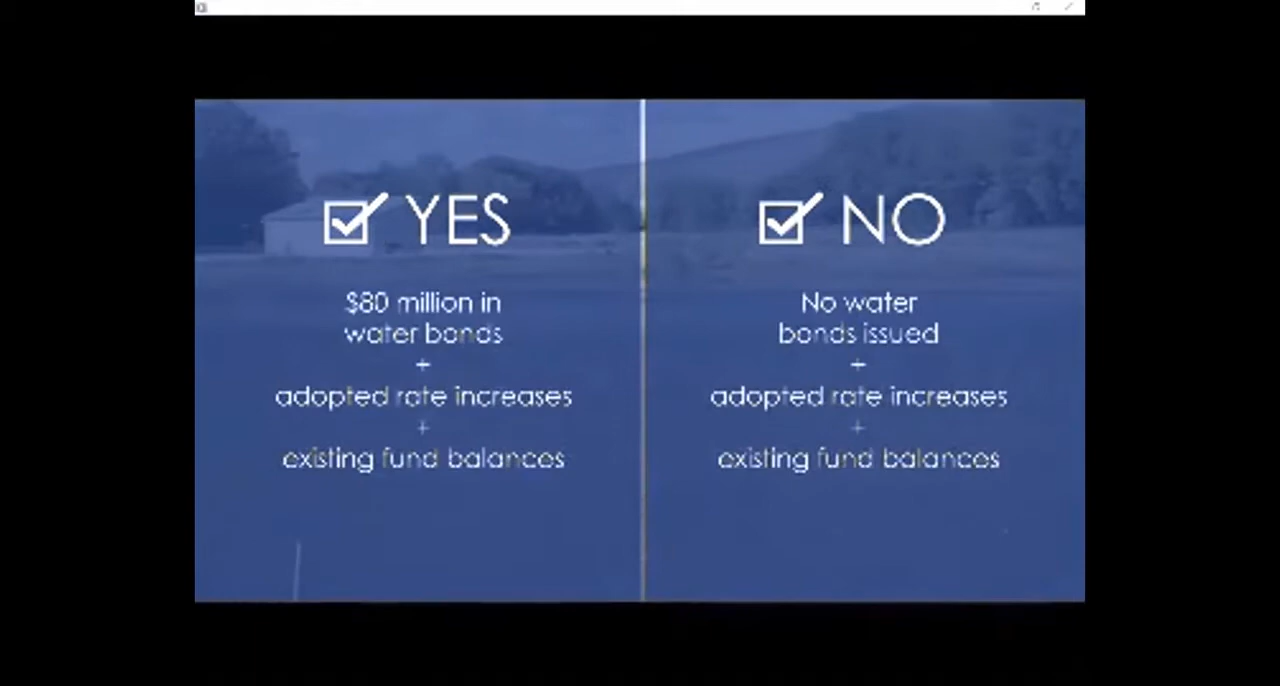 YES
$80 million in
water bonds
+
adopted rate increases
+
existing fund balances
NO
No water
bonds issued
+
adopted rate increases
+
existing fund balances